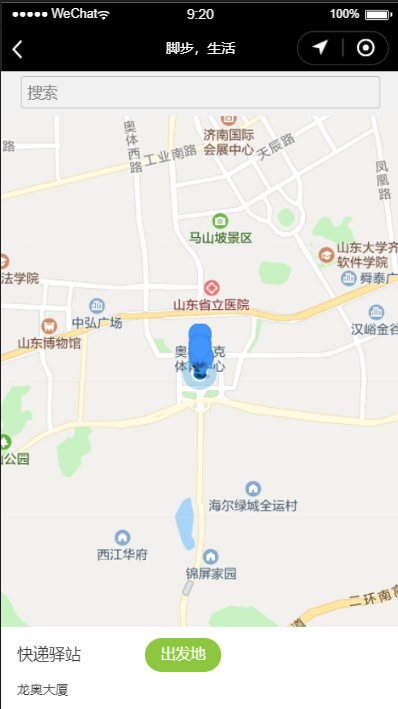 WeChat 9:20 100%
脚步，生活
搜索
济南国际
会展中心
奥体西路
工业南路
天辰路
凤凰路
路
马山坡景区
山东大学齐
软件学院
法学院
舜泰广
山东省立医院
中弘广场
汉峪金谷
山东博物馆
奥 克
体 中心
山公园
海尔绿城全运村
西江华府
锦屏家园
二环南高
道
快递驿站 出发地
龙奥大厦